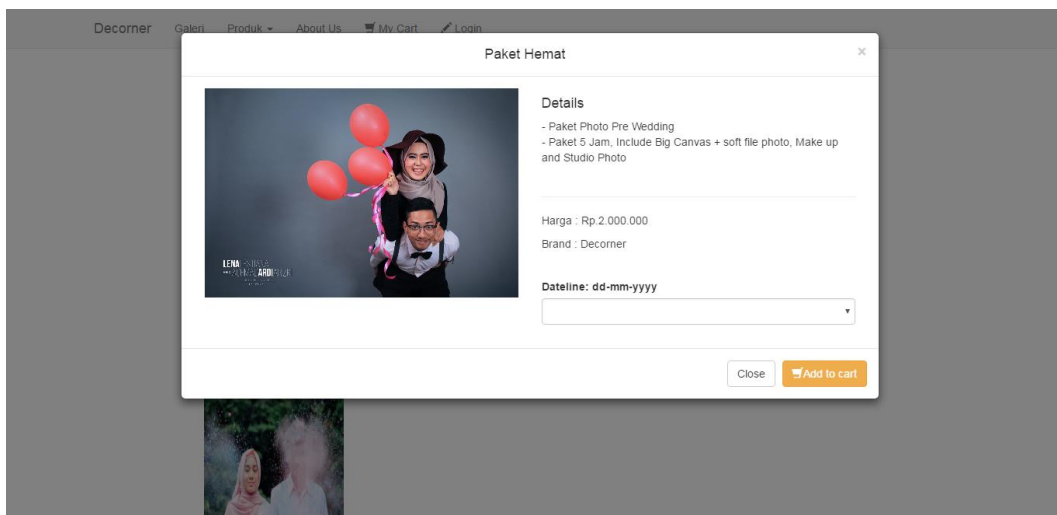 Decorner Galeri Produk About Us My Cart Login
Paket Hemat ×
Details
- Paket Photo Pre Wedding
- Paket 5 Jam, Include Big Canvas + soft file photo, Make up
and Studio Photo
Harga : Rp.2.000.000
Brand : Decorner
Dateline: dd-mm-yyyy
Close Add to cart
LENA
ARDI